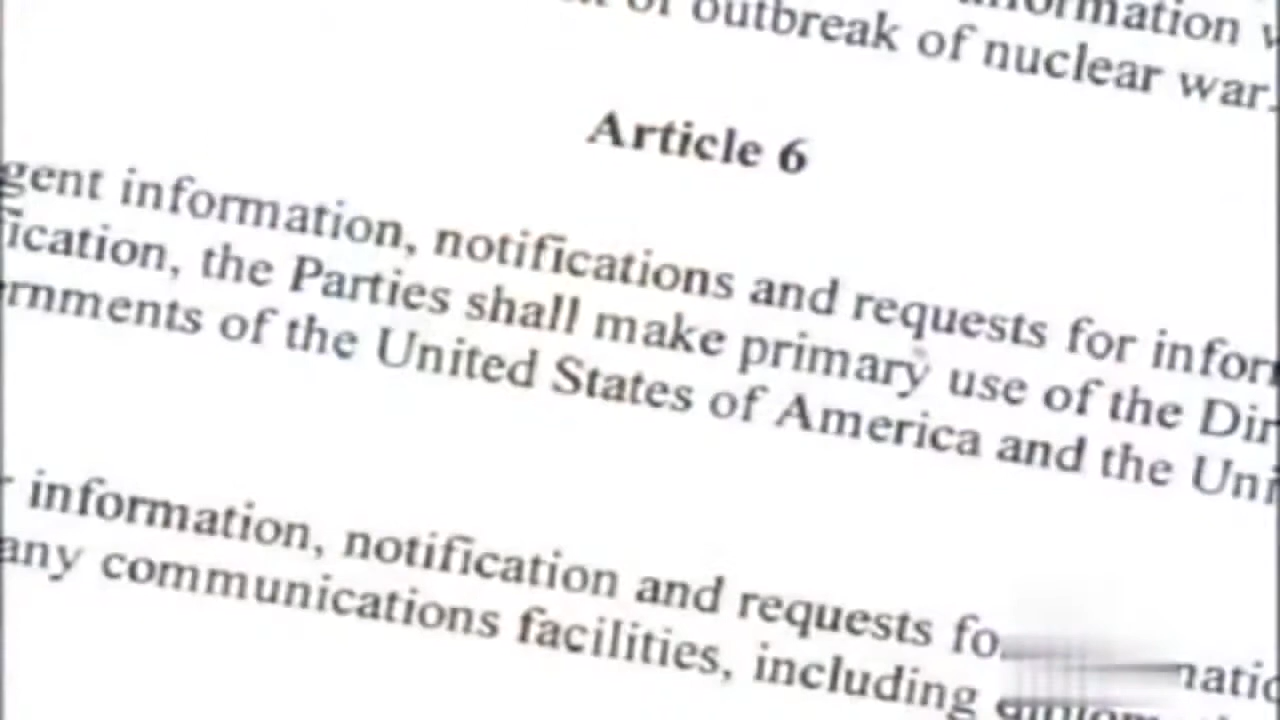 information
of outbreak of nuclear war.
Article 6
gent information, notifications and requests for infor
ication, the Parties shall make primary use of the Dir
ernments of the United States of America and the Uni
information, notification and requests fo
any communications facilities, including